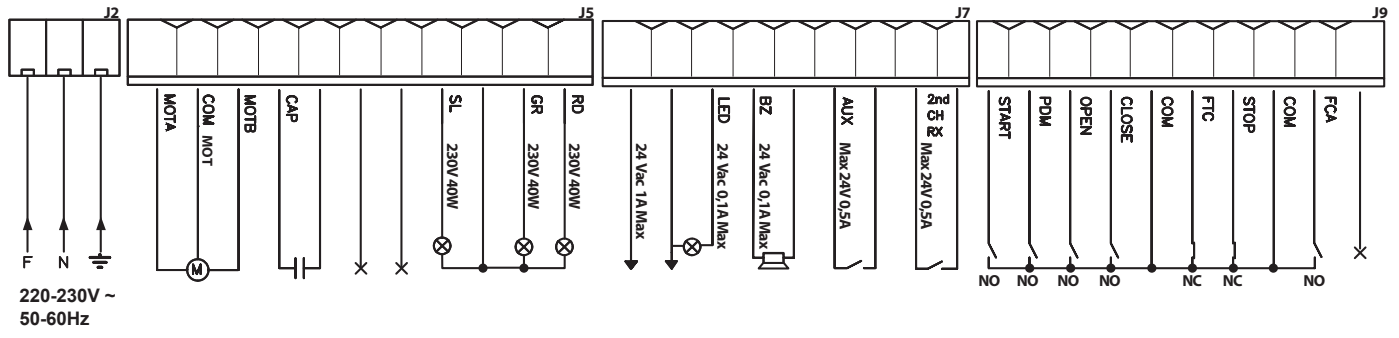 J2
J5
J7
J9
MOTA
COM MOT
MOTB
CAP
SL 230V 40W
GR 230V 40W
RD 230V 40W
24 Vac 1A Max
LED 24 Vac 0,1A Max
BZ 24 Vac 0,1A Max
AUX Max 24V 0,5A
2nd
CH
RX Max 24V 0,5A
START
PDM
OPEN
CLOSE
COM
FTC
STOP
COM
FCA
F N
M
NO NO NO NO NC NC NO
220-230V ~
50-60Hz